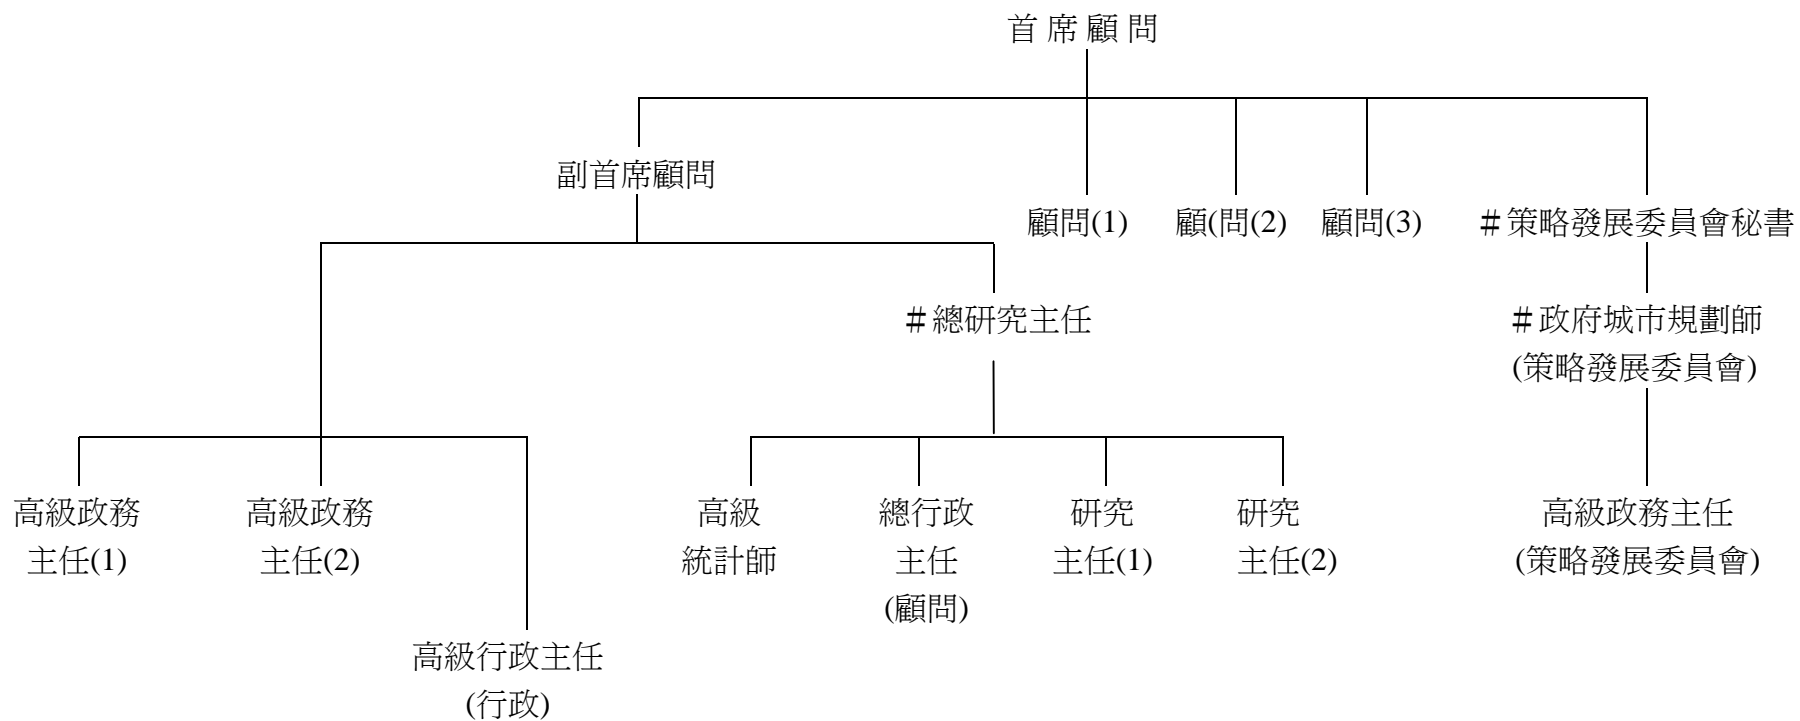 首 席 顧 問
副首席顧問
顧問(1)
顧(問(2)
顧問(3)
#策略發展委員會秘書
#總研究主任
#政府城市規劃師
(策略發展委員會)
高級政務
主任(1)
高級政務
主任(2)
高級
統計師
總行政
主任
(顧問)
研究
主任(1)
研究
主任(2)
高級政務主任
(策略發展委員會)
高級行政主任
(行政)